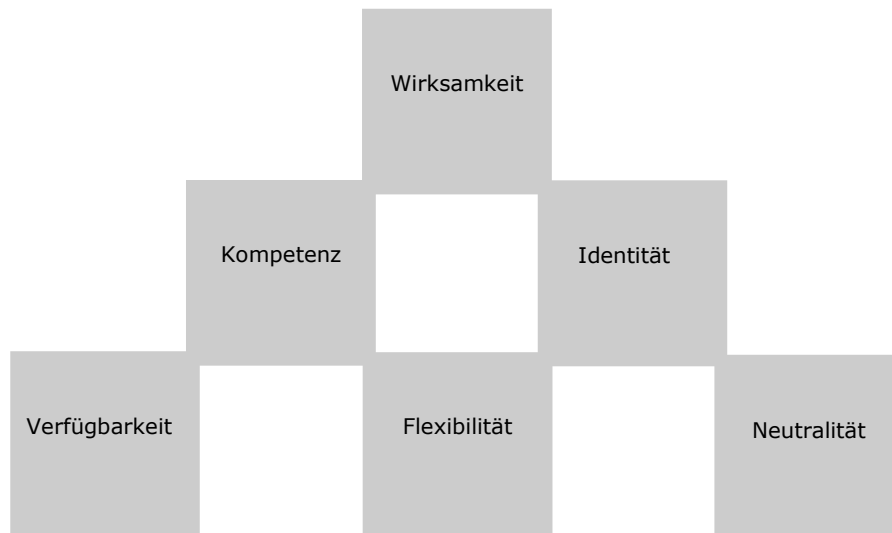 Wirksamkeit
Kompetenz
Identität
Verfügbarkeit
Flexibilität
Neutralität